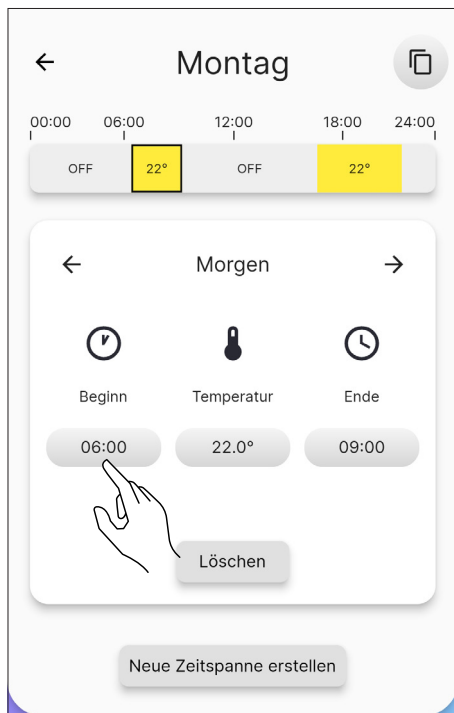 Montag
00:00 06:00 12:00 18:00 24:00
OFF 22° OFF 22°
Morgen
Beginn Temperatur Ende
06:00 22.0° 09:00
Löschen
Neue Zeitspanne erstellen